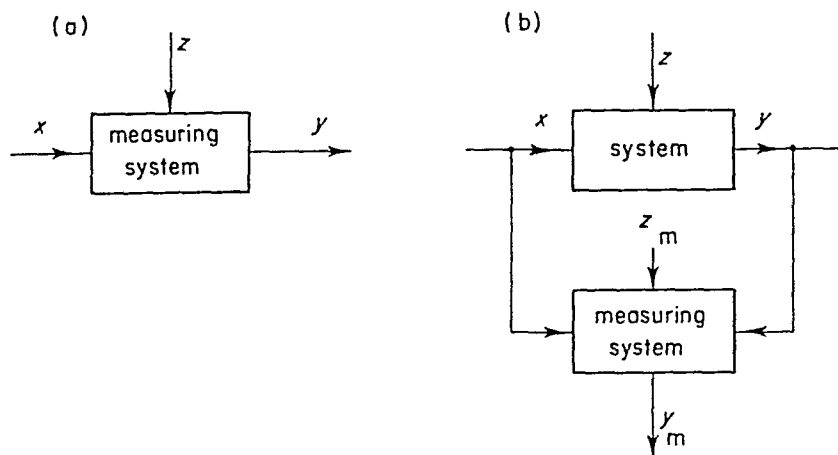 (a)
z
x
measuring
system
y
(b)
z
x
system
y
z m
measuring
system
y m